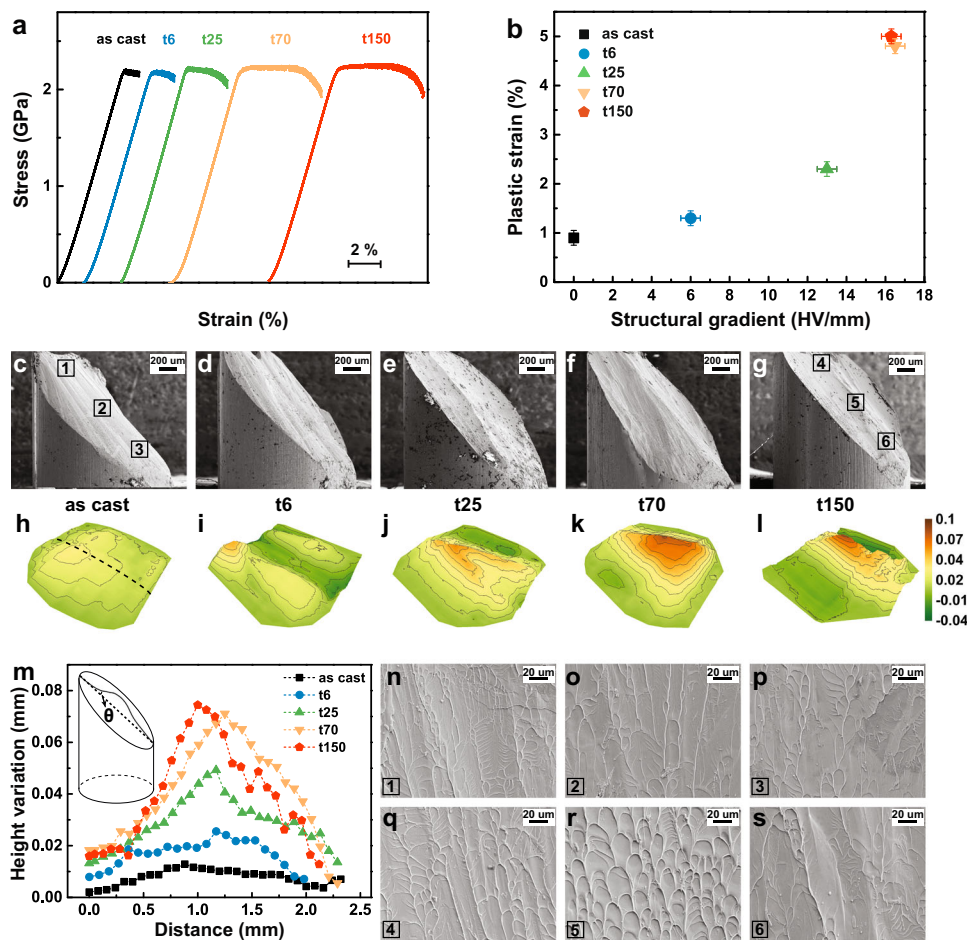 a
as cast t6 t25 t70 t150
Stress (GPa)
2
1
0
2 %
Strain (%)
b
as cast
t6
t25
t70
t150
Plastic strain (%)
5
4
3
2
1
0
0 2 4 6 8 10 12 14 16 18
Structural gradient (HV/mm)
c 200 um
1
2
3
d 200 um
e 200 um
f 200 um
g 200 um
4
5
6
h as cast
i t6
j t25
k t70
l t150
0.1
0.07
0.04
-0.01
-0.04
m
Height variation (mm)
0.08
0.06
0.04
0.02
0.00
θ
as cast
t6
t25
t70
t150
0.0 0.5 1.0 1.5 2.0 2.5
Distance (mm)
n 20 um
1
o 20 um
2
p 20 um
3
q 20 um
4
r 20 um
5
s 20 um
6